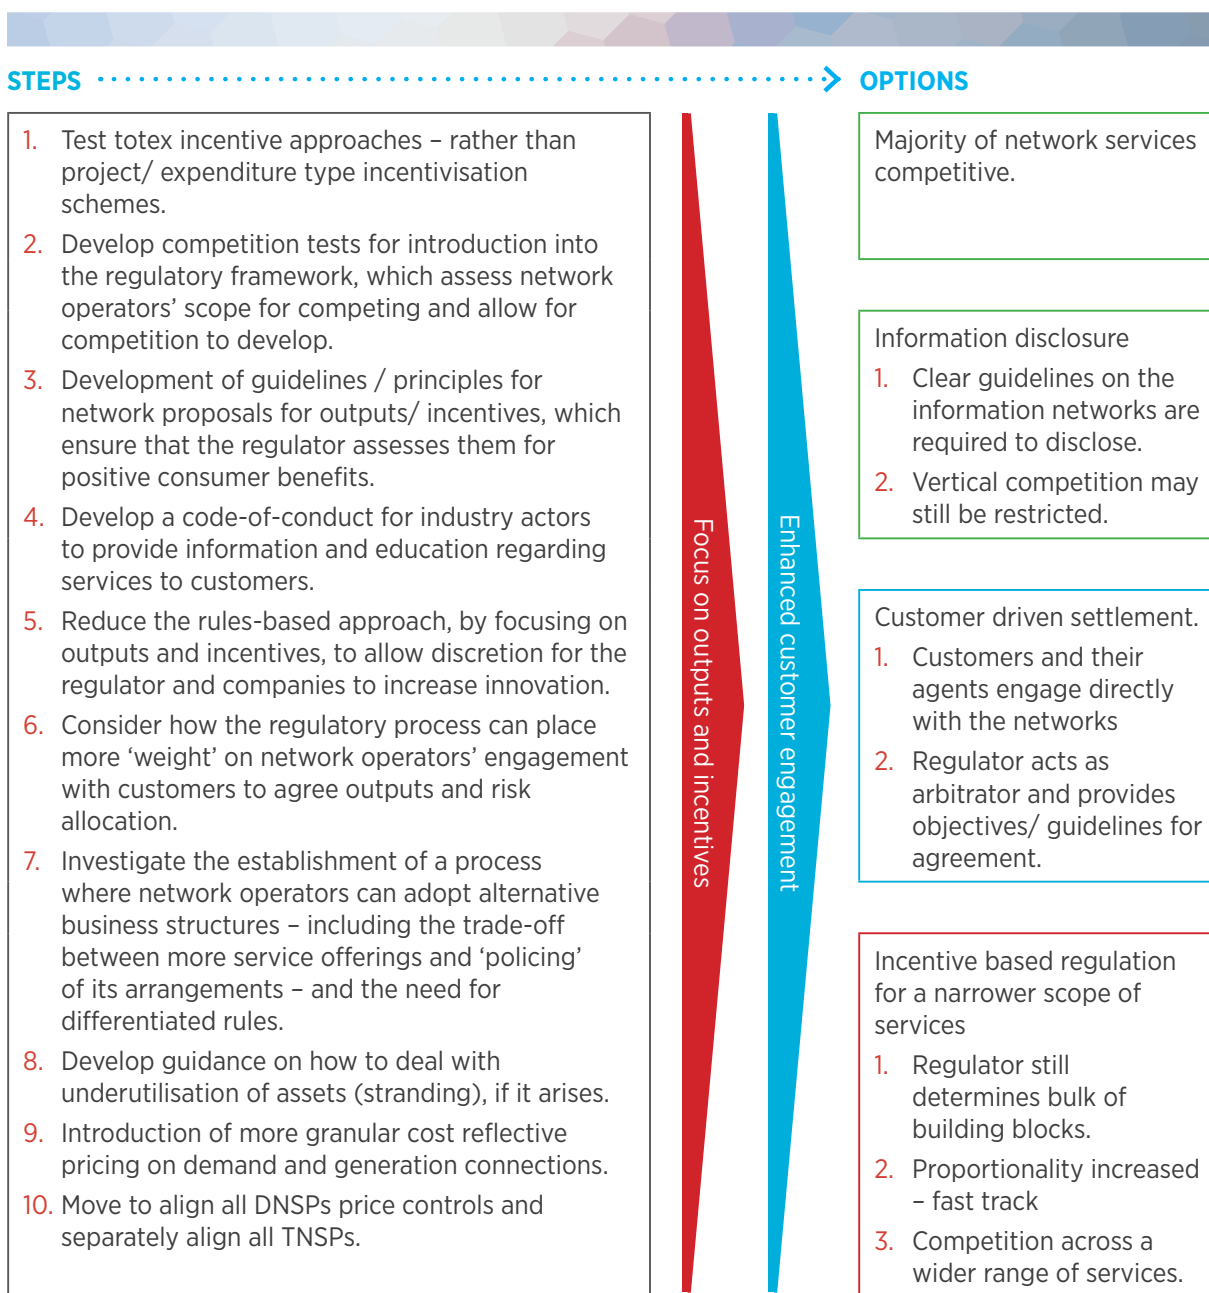 STEPS
OPTIONS
1. Test totex incentive approaches – rather than
project/ expenditure type incentivisation
schemes.
2. Develop competition tests for introduction into
the regulatory framework, which assess network
operators’ scope for competing and allow for
competition to develop.
3. Development of guidelines / principles for
network proposals for outputs/ incentives, which
ensure that the regulator assesses them for
positive consumer benefits.
4. Develop a code-of-conduct for industry actors
to provide information and education regarding
services to customers.
5. Reduce the rules-based approach, by focusing on
outputs and incentives, to allow discretion for the
regulator and companies to increase innovation.
6. Consider how the regulatory process can place
more ‘weight’ on network operators’ engagement
with customers to agree outputs and risk
allocation.
7. Investigate the establishment of a process
where network operators can adopt alternative
business structures – including the trade-off
between more service offerings and ‘policing’
of its arrangements – and the need for
differentiated rules.
8. Develop guidance on how to deal with
underutilisation of assets (stranding), if it arises.
9. Introduction of more granular cost reflective
pricing on demand and generation connections.
10. Move to align all DNSPs price controls and
separately align all TNSPs.
Focus on outputs and incentives
Enhanced customer engagement
Majority of network services
competitive.
Information disclosure
1. Clear guidelines on the
information networks are
required to disclose.
2. Vertical competition may
still be restricted.
Customer driven settlement.
1. Customers and their
agents engage directly
with the networks
2. Regulator acts as
arbitrator and provides
objectives/ guidelines for
agreement.
Incentive based regulation
for a narrower scope of
services
1. Regulator still
determines bulk of
building blocks.
2. Proportionality increased
– fast track
3. Competition across a
wider range of services.